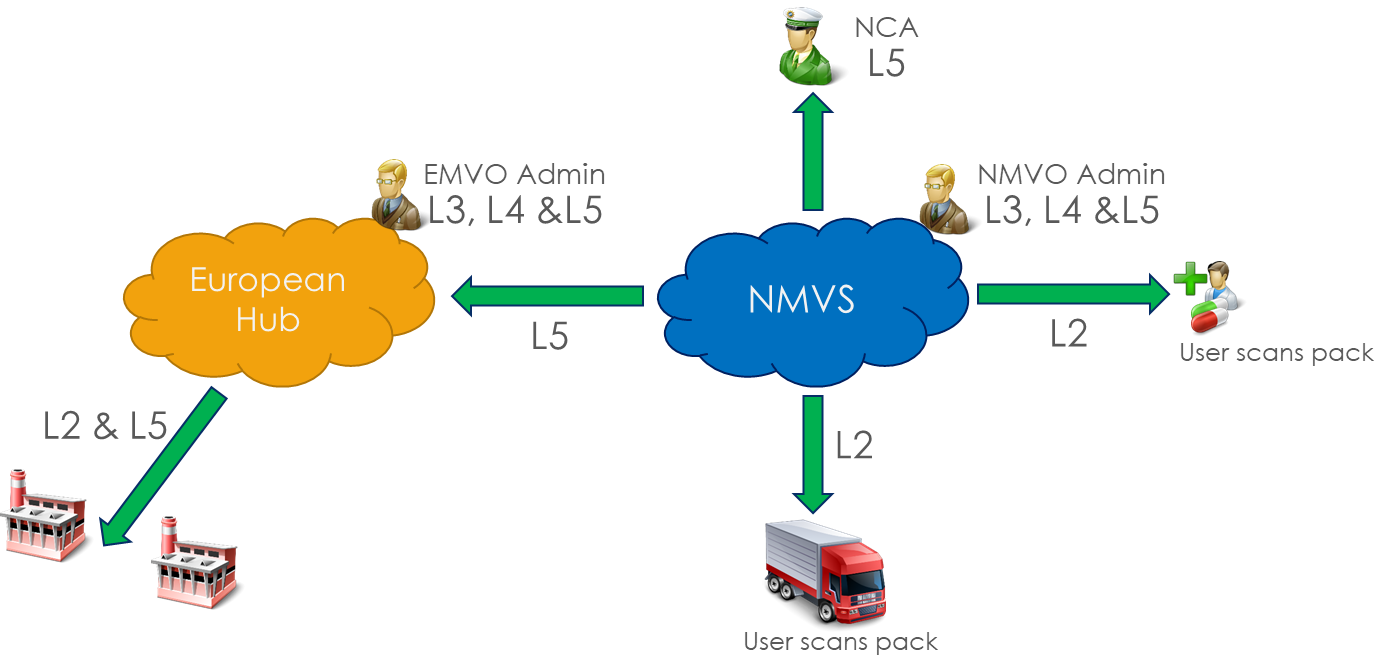 NCA
L5
EMVO Admin
L3, L4 &L5
NMVO Admin
L3, L4 &L5
European
Hub
NMVS
L5
L2
User scans pack
L2 & L5
L2
User scans pack